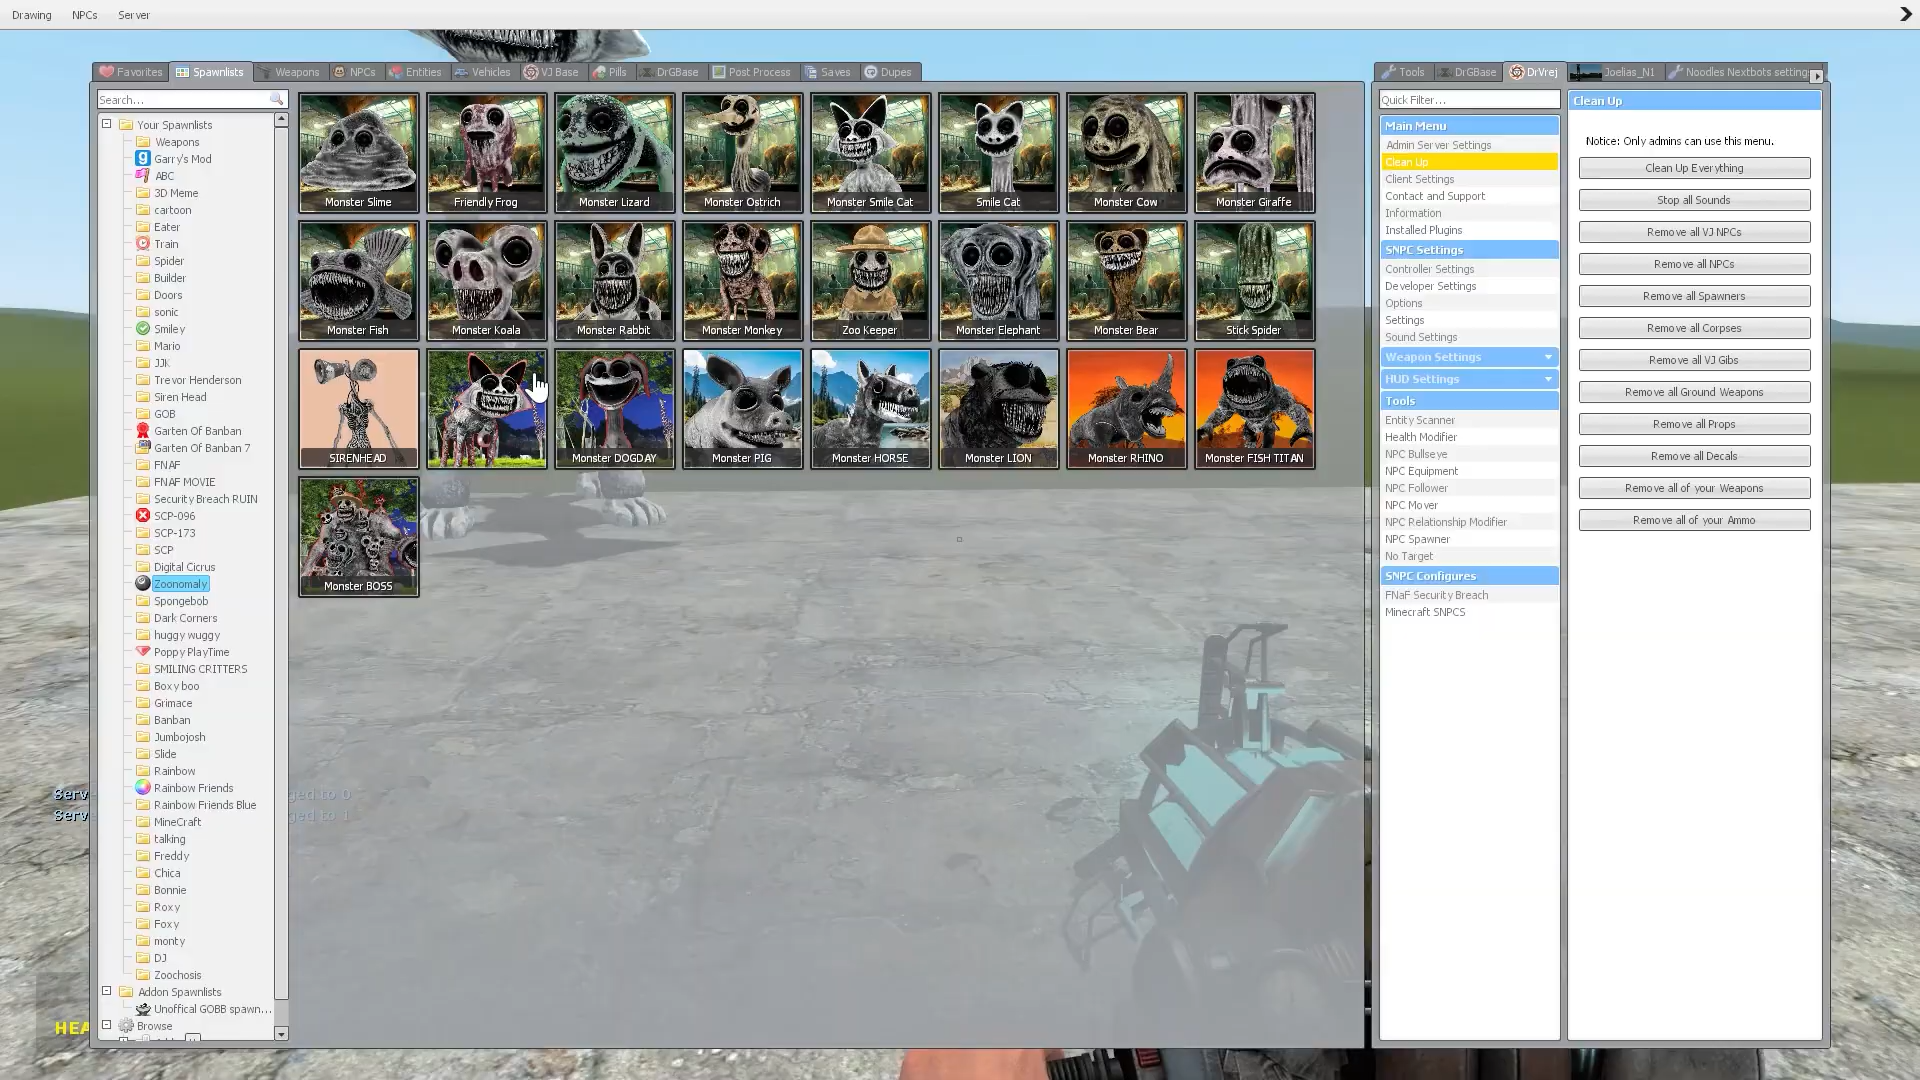 Drawing NPCs Server
Favorites Spawnlists Weapons NPCs Entities Vehicles VJ Base Pills DrGBase Post Process Saves Dupes
Search...
Your Spawnlists
Weapons
Garry's Mod
ABC
3D Meme
cartoon
Eater
Train
Spider
Builder
Doors
sonic
Smiley
Mario
JJK
Trevor Henderson
Siren Head
GOB
Garten Of Banban
Garten Of Banban 7
FNAF
FNAF MOVIE
Security Breach RUIN
SCP-096
SCP-173
SCP
Digital Cicrus
Zoonomaly
Spongebob
Dark Corners
huggy wuggy
Poppy PlayTime
SMILING CRITTERS
Boxy boo
Grimace
Banban
Jumbojosh
Slide
Rainbow
Rainbow Friends
Rainbow Friends Blue
MineCraft
talking
Freddy
Chica
Bonnie
Roxy
Foxy
monty
DJ
Zoochosis
Addon Spawnlists
Unoffical GOBB spawn...
Browse
Monster Slime Friendly Frog Monster Lizard Monster Ostrich Monster Smile Cat Smile Cat Monster Cow Monster Giraffe
Monster Fish Monster Koala Monster Rabbit Monster Monkey Zoo Keeper Monster Elephant Monster Bear Stick Spider
SIRENHEAD Monster DOGDAY Monster PIG Monster HORSE Monster LION Monster RHINO Monster FISH TITAN
Monster BOSS
Serv ged to 0
Serv ged to 1
HEA
Tools DrGBase DrVrej Joelias_N1 Noodles Nextbots setting
Quick Filter...
Main Menu
Admin Server Settings
Clean Up
Client Settings
Contact and Support
Information
Installed Plugins
SNPC Settings
Controller Settings
Developer Settings
Options
Settings
Sound Settings
Weapon Settings
HUD Settings
Tools
Entity Scanner
Health Modifier
NPC Bullseye
NPC Equipment
NPC Follower
NPC Mover
NPC Relationship Modifier
NPC Spawner
No Target
SNPC Configures
FNaF Security Breach
Minecraft SNPCS
Clean Up
Notice: Only admins can use this menu.
Clean Up Everything
Stop all Sounds
Remove all VJ NPCs
Remove all NPCs
Remove all Spawners
Remove all Corpses
Remove all VJ Gibs
Remove all Ground Weapons
Remove all Props
Remove all Decals
Remove all of your Weapons
Remove all of your Ammo